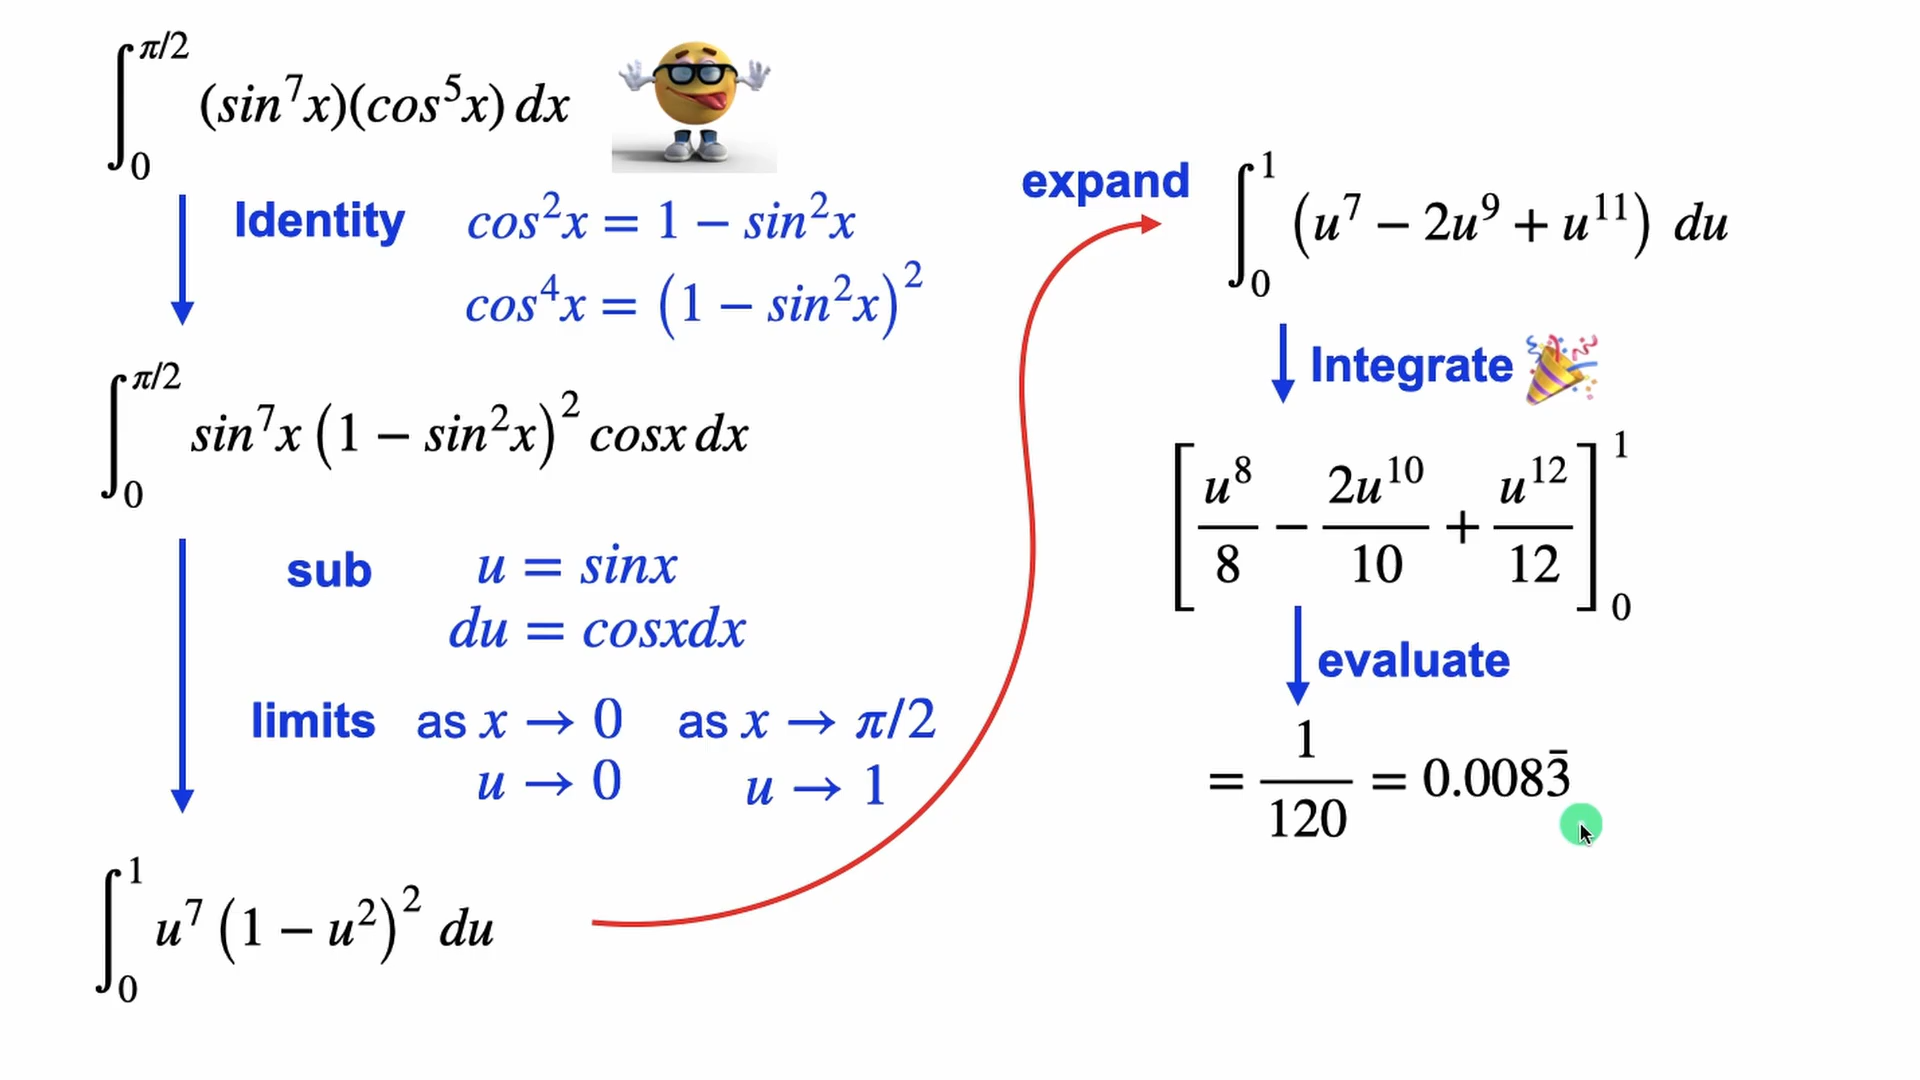 ∫₀^{π/2} (sin⁷x)(cos⁵x) dx
Identity cos²x = 1 − sin²x
cos⁴x = (1 − sin²x)²
∫₀^{π/2} sin⁷x (1 − sin²x)² cosx dx
sub u = sinx
du = cosxdx
limits as x → 0 as x → π/2
u → 0 u → 1
∫₀¹ u⁷ (1 − u²)² du
expand
∫₀¹ (u⁷ − 2u⁹ + u¹¹) du
Integrate
[u⁸/8 − 2u¹⁰/10 + u¹²/12]₀¹
evaluate
= 1/120 = 0.0083̄